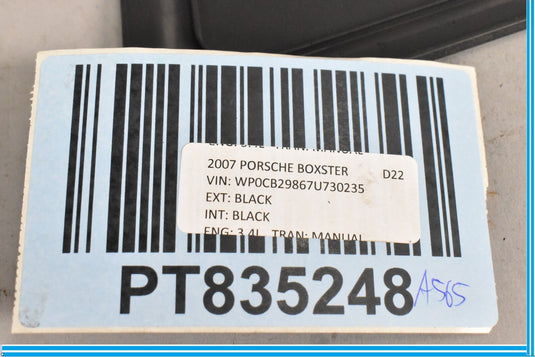 2007 PORSCHE BOXSTER D22
VIN: WP0CB29867U730235
EXT: BLACK
INT: BLACK
ENG: 3.4L TRAN: MANUAL
PT835248 A565